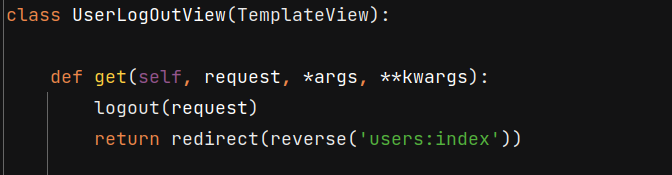 class UserLogOutView(TemplateView):
def get(self, request, *args, **kwargs):
logout(request)
return redirect(reverse('users:index'))